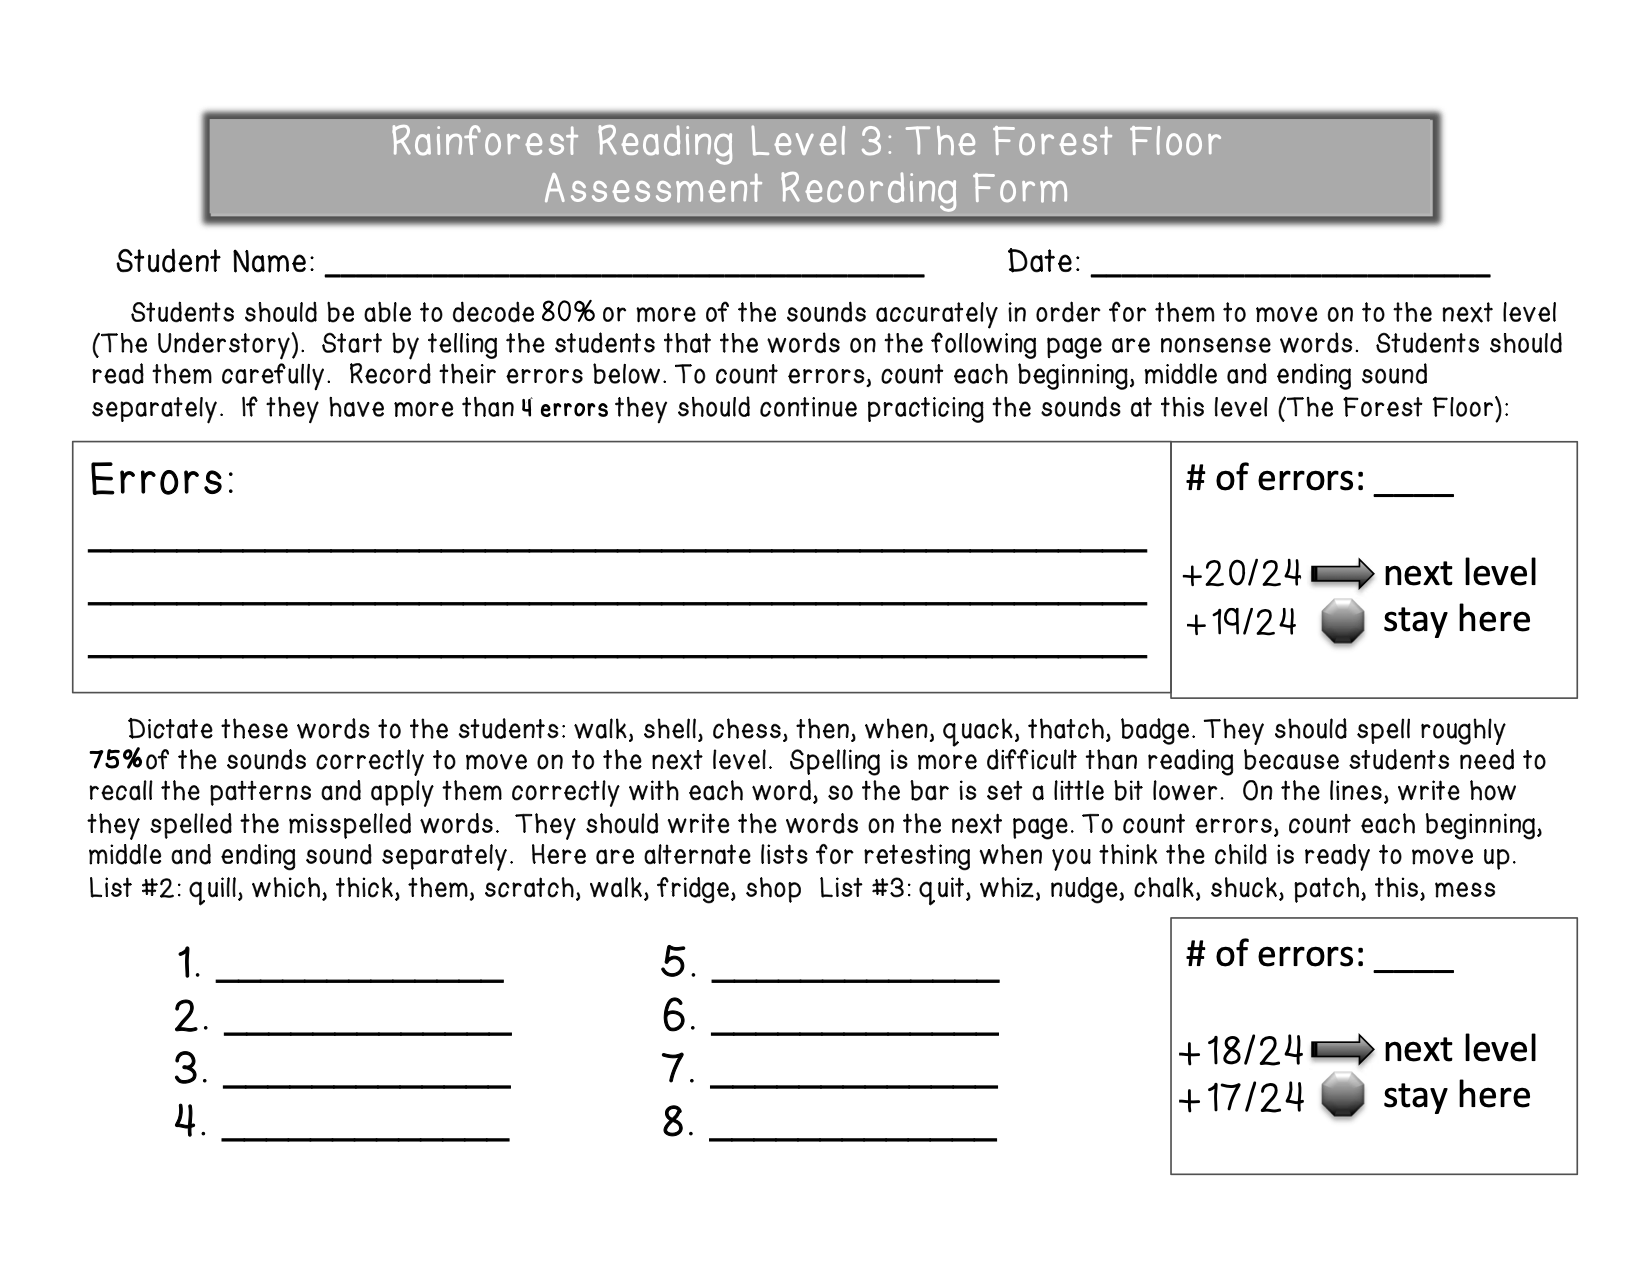 Rainforest Reading Level 3: The Forest Floor
Assessment Recording Form
Student Name: ______________________________ Date: ____________________
Students should be able to decode 80% or more of the sounds accurately in order for them to move on to the next level
(The Understory). Start by telling the students that the words on the following page are nonsense words. Students should
read them carefully. Record their errors below. To count errors, count each beginning, middle and ending sound
separately. If they have more than 4 errors they should continue practicing the sounds at this level (The Forest Floor):
Errors:
# of errors: ____
+20/24 next level
+19/24 stay here
Dictate these words to the students: walk, shell, chess, then, when, quack, thatch, badge. They should spell roughly
75% of the sounds correctly to move on to the next level. Spelling is more difficult than reading because students need to
recall the patterns and apply them correctly with each word, so the bar is set a little bit lower. On the lines, write how
they spelled the misspelled words. They should write the words on the next page. To count errors, count each beginning,
middle and ending sound separately. Here are alternate lists for retesting when you think the child is ready to move up.
List #2: quill, which, thick, them, scratch, walk, fridge, shop List #3: quit, whiz, nudge, chalk, shuck, patch, this, mess
1. _____________ 5. _____________
2. _____________ 6. _____________
3. _____________ 7. _____________
4. _____________ 8. _____________
# of errors: ____
+18/24 next level
+17/24 stay here